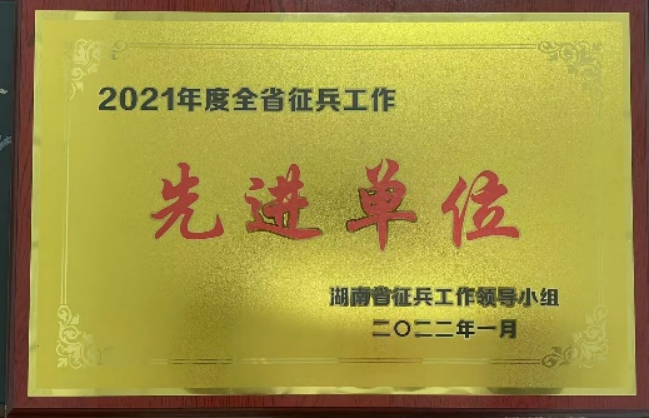 2021年度全省征兵工作
先进单位
湖南省征兵工作领导小组
二〇二二年一月